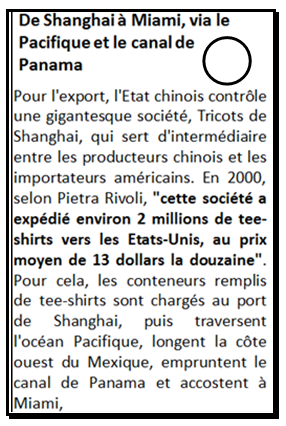 De Shanghai à Miami, via le
Pacifique et le canal de
Panama
Pour l'export, l'Etat chinois contrôle
une gigantesque société, Tricots de
Shanghai, qui sert d'intermédiaire
entre les producteurs chinois et les
importateurs américains. En 2000,
selon Pietra Rivoli, "cette société a
expédié environ 2 millions de tee-
shirts vers les Etats-Unis, au prix
moyen de 13 dollars la douzaine".
Pour cela, les conteneurs remplis
de tee-shirts sont chargés au port
de Shanghai, puis traversent
l'océan Pacifique, longent la côte
ouest du Mexique, empruntent le
canal de Panama et accostent à
Miami,